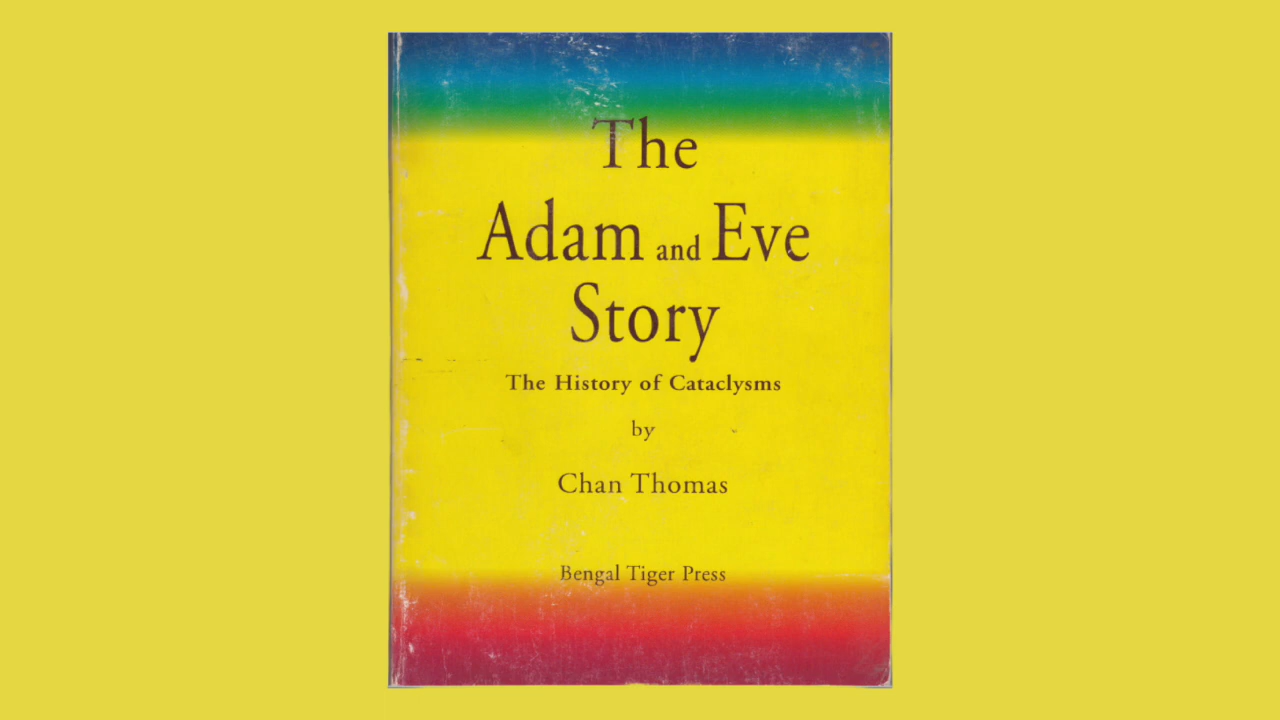 The
Adam and Eve
Story
The History of Cataclysms
by
Chan Thomas
Bengal Tiger Press